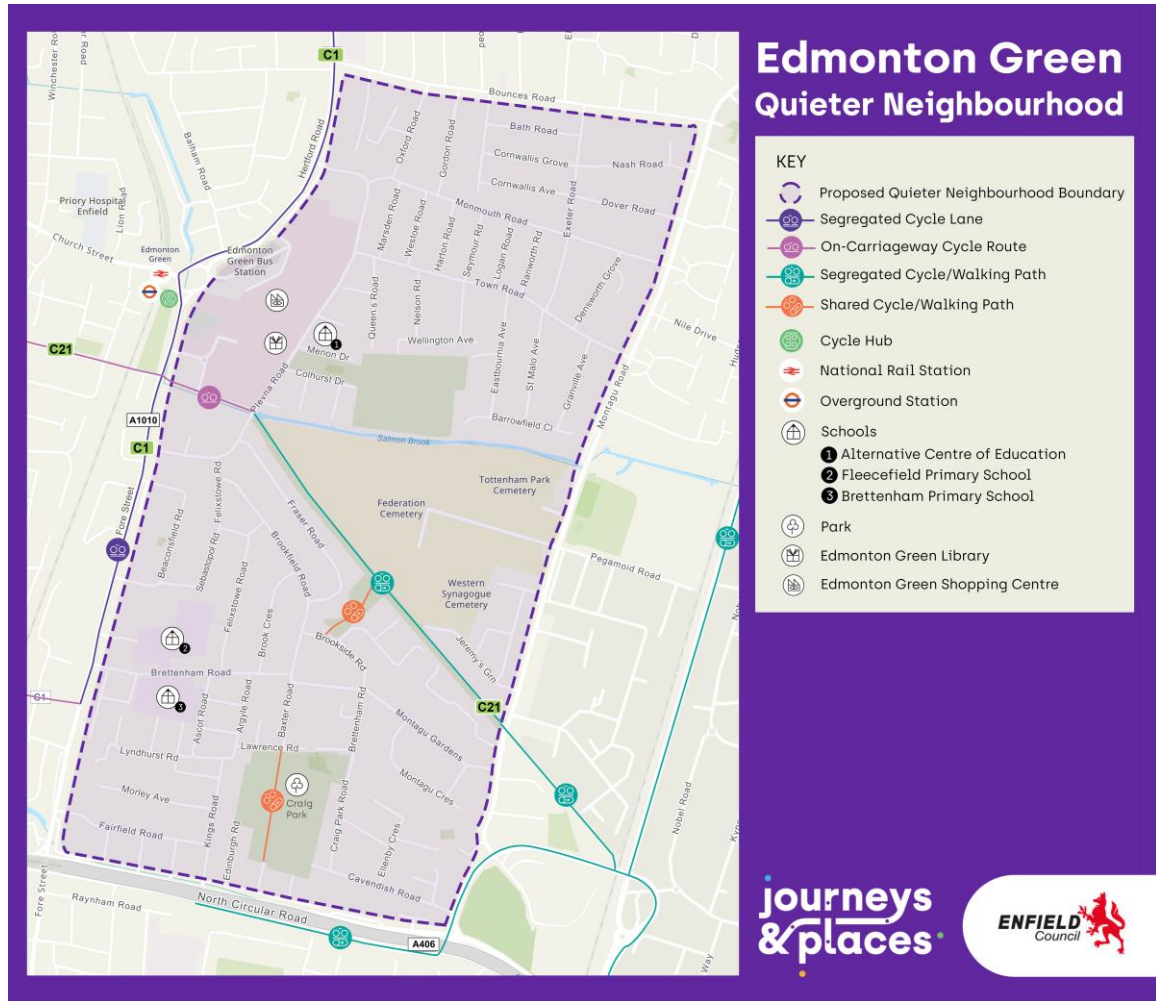 Edmonton Green
Quieter Neighbourhood
KEY
Proposed Quieter Neighbourhood Boundary
Segregated Cycle Lane
On-Carriageway Cycle Route
Segregated Cycle/Walking Path
Shared Cycle/Walking Path
Cycle Hub
National Rail Station
Overground Station
Schools
1 Alternative Centre of Education
2 Fleecefield Primary School
3 Brettenham Primary School
Park
Edmonton Green Library
Edmonton Green Shopping Centre
C1
Bounces Road
Bath Road
Oxford Road
Gordon Road
Cornwallis Grove
Nash Road
Cornwallis Ave
Hertford Road
Balham Road
Priory Hospital
Enfield
Lion Road
Church Street
Edmonton
Green
Edmonton
Green Bus
Station
Marsden Road
Westoe Road
Harton Road
Monmouth Road
Seymour Rd
Logan Road
Ranworth Rd
Exeter Road
Dover Road
Town Road
Densworth Grove
Queen's Road
Nelson Rd
Wellington Ave
Nile Drive
1
Menon Dr
Colhurst Dr
Plevna Road
Eastbournia Ave
St Malo Ave
Granville Ave
Montagu Road
Barrowfield Cl
C21
A1010
C1
Salmon Brook
Tottenham Park
Cemetery
Federation
Cemetery
Fore Street
Beaconsfield Rd
Felixstowe Rd
Sebastopol Rd
Fraser Road
Brookfield Road
Pegamoid Road
Western
Synagogue
Cemetery
Felixstowe Road
Brook Cres
2
Brookside Rd
Jeremy's Grn
Brettenham Road
C1
3
Ascot Road
Argyle Road
Baxter Road
Brettenham Rd
C21
Montagu Gardens
Lawrence Rd
Lyndhurst Rd
Montagu Cres
Morley Ave
Craig
Park
Craig Park Road
Nobel Road
Fairfield Road
Kings Road
Edinburgh Rd
Ellenby Cres
Cavendish Road
Fore Street
Raynham Road
North Circular Road
A406
Way
journeys
& places
ENFIELD
Council